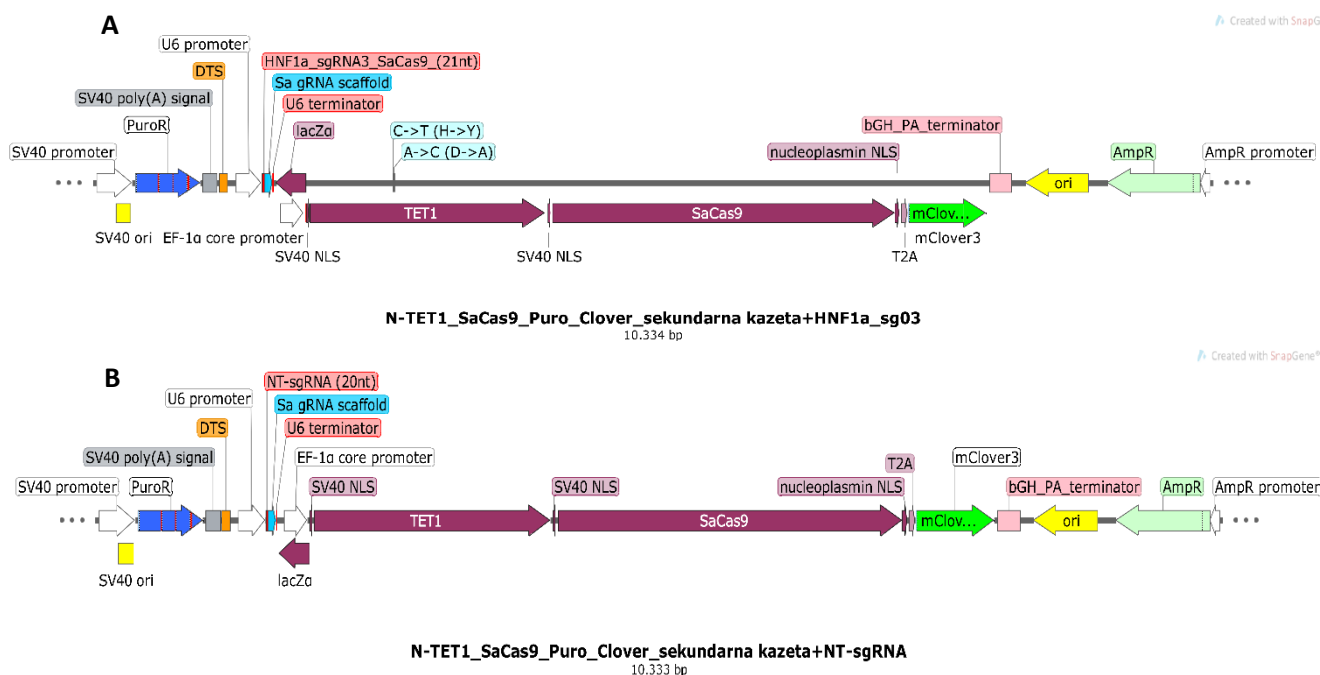 A
Created with SnapG
U6 promoter
HNF1a_sgRNA3_SaCas9_(21nt)
DTS
Sa gRNA scaffold
SV40 poly(A) signal
U6 terminator
PuroR
lacZα
C->T (H->Y)
bGH_PA_terminator
SV40 promoter
A->C (D->A)
nucleoplasmin NLS
AmpR
AmpR promoter
ori
TET1
SaCas9
mClov...
SV40 ori
EF-1α core promoter
mClover3
SV40 NLS
SV40 NLS
T2A
N-TET1_SaCas9_Puro_Clover_sekundarna kazeta+HNF1a_sg03
10.334 bp
Created with SnapGene®
B
NT-sgRNA (20nt)
U6 promoter
Sa gRNA scaffold
DTS
U6 terminator
SV40 poly(A) signal
EF-1α core promoter
T2A
mClover3
SV40 promoter
PuroR
SV40 NLS
SV40 NLS
nucleoplasmin NLS
bGH_PA_terminator
AmpR
AmpR promoter
TET1
SaCas9
mClov...
ori
SV40 ori
lacZα
N-TET1_SaCas9_Puro_Clover_sekundarna kazeta+NT-sgRNA
10.333 bp